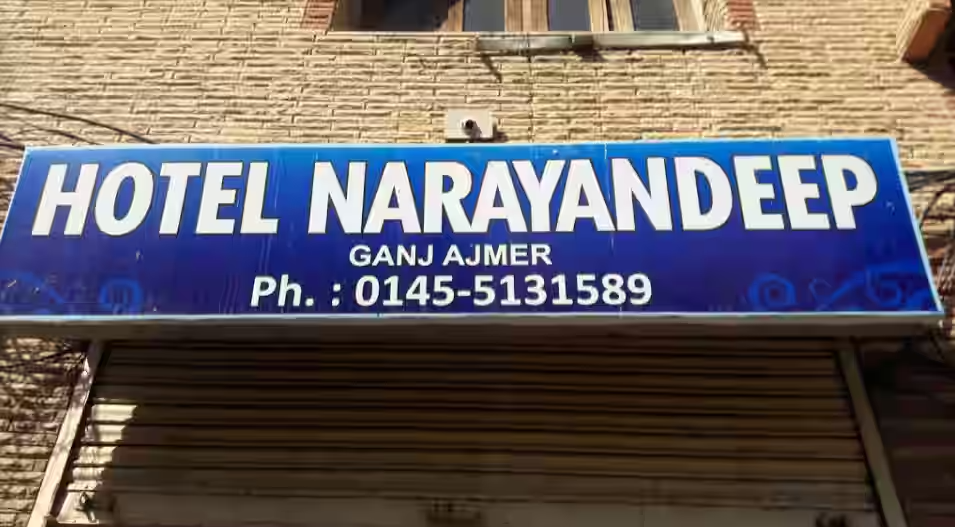 HOTEL NARAYANDEEP
GANJ AJMER
Ph. : 0145-5131589